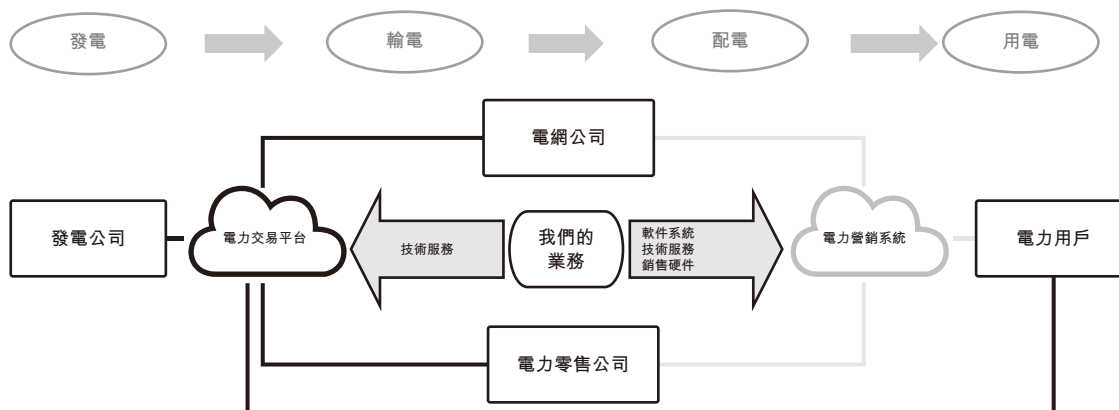 發電
輸電
配電
用電
電網公司
發電公司
電力交易平台
技術服務
我們的
業務
軟件系統
技術服務
銷售硬件
電力營銷系統
電力用戶
電力零售公司